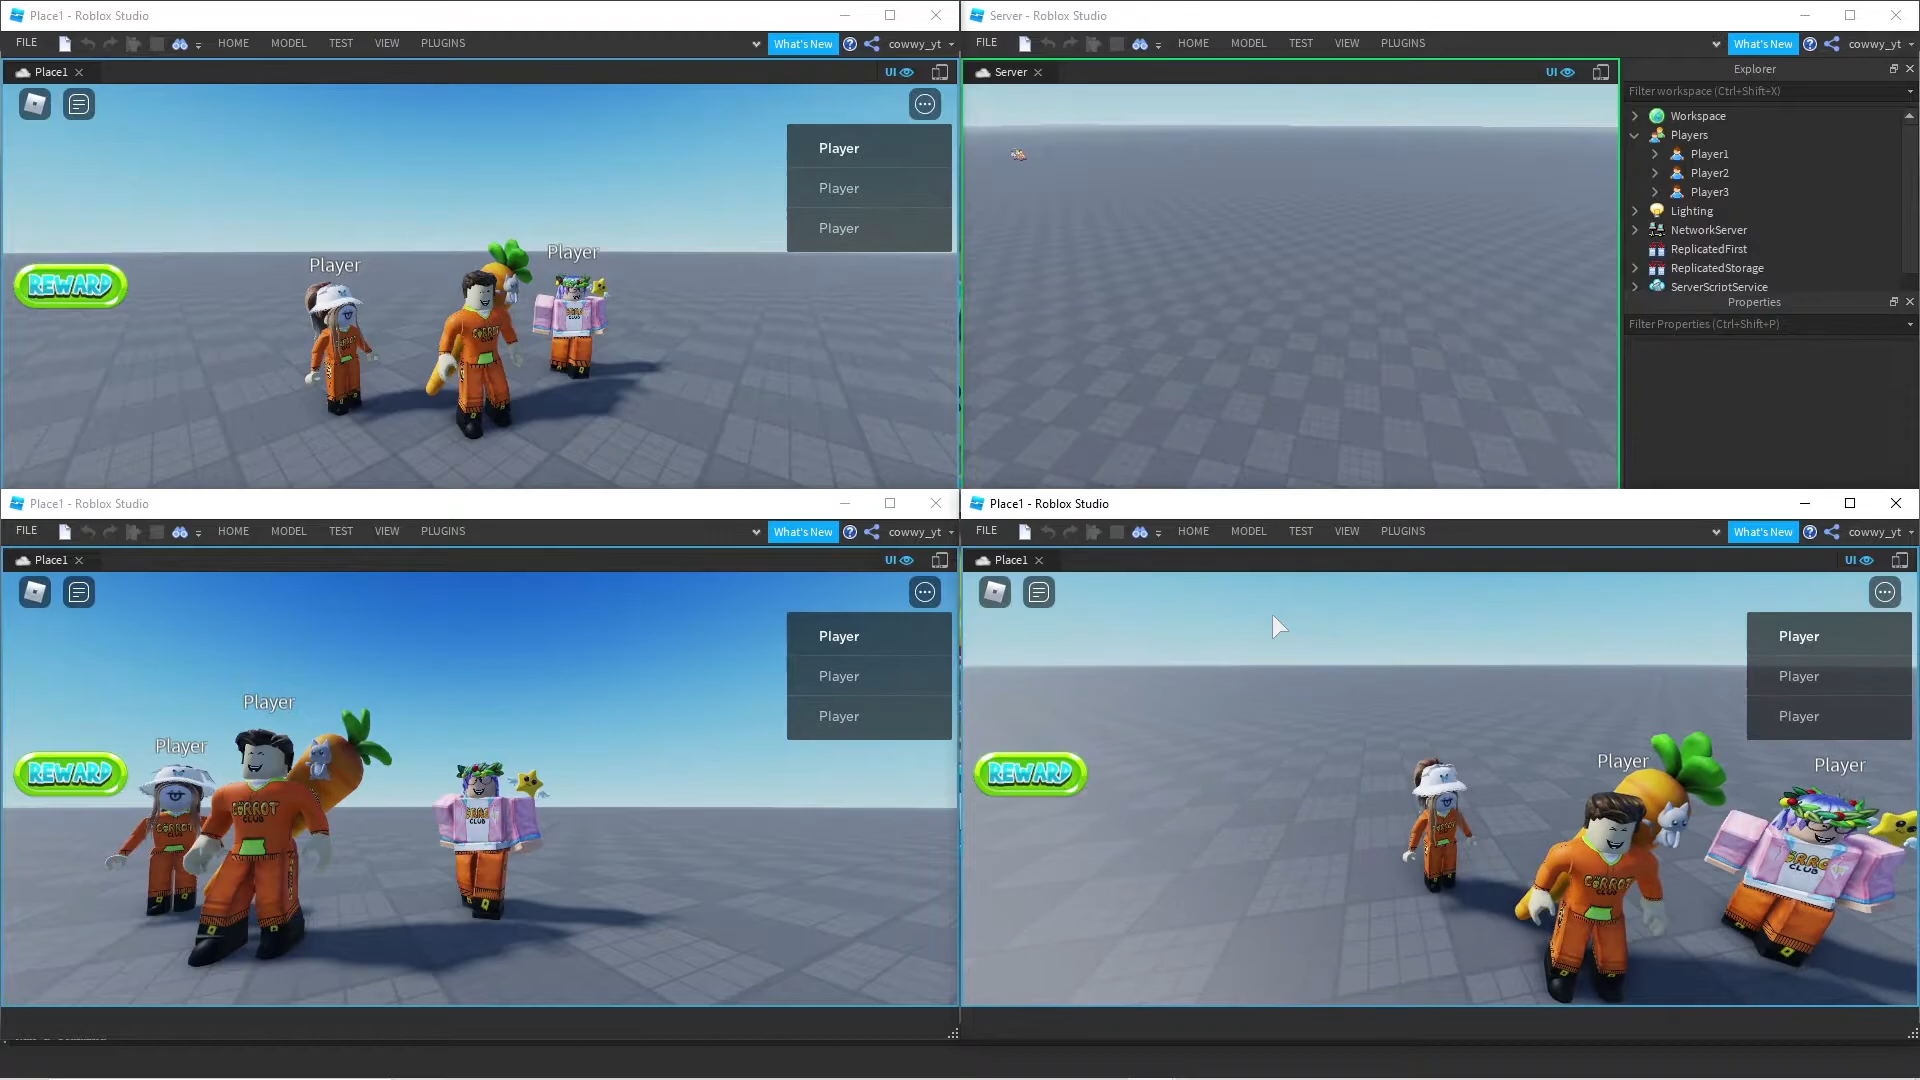 Place1 - Roblox Studio
FILE HOME MODEL TEST VIEW PLUGINS What's New cowwy_yt
Place1
UI
Player
Player
Player
Player
Player
REWARD
CARROT
CLUB
Server - Roblox Studio
FILE HOME MODEL TEST VIEW PLUGINS What's New cowwy_yt
Server
UI
Explorer
Filter workspace (Ctrl+Shift+X)
Workspace
Players
Player1
Player2
Player3
Lighting
NetworkServer
ReplicatedFirst
ReplicatedStorage
ServerScriptService
Properties
Filter Properties (Ctrl+Shift+P)
Place1 - Roblox Studio
FILE HOME MODEL TEST VIEW PLUGINS What's New cowwy_yt
Place1
UI
Player
Player
Player
Player
Player
REWARD
CARROT
CLUB
Place1 - Roblox Studio
FILE HOME MODEL TEST VIEW PLUGINS What's New cowwy_yt
Place1
UI
Player
Player
Player
Player
Player
REWARD
CARROT
CLUB